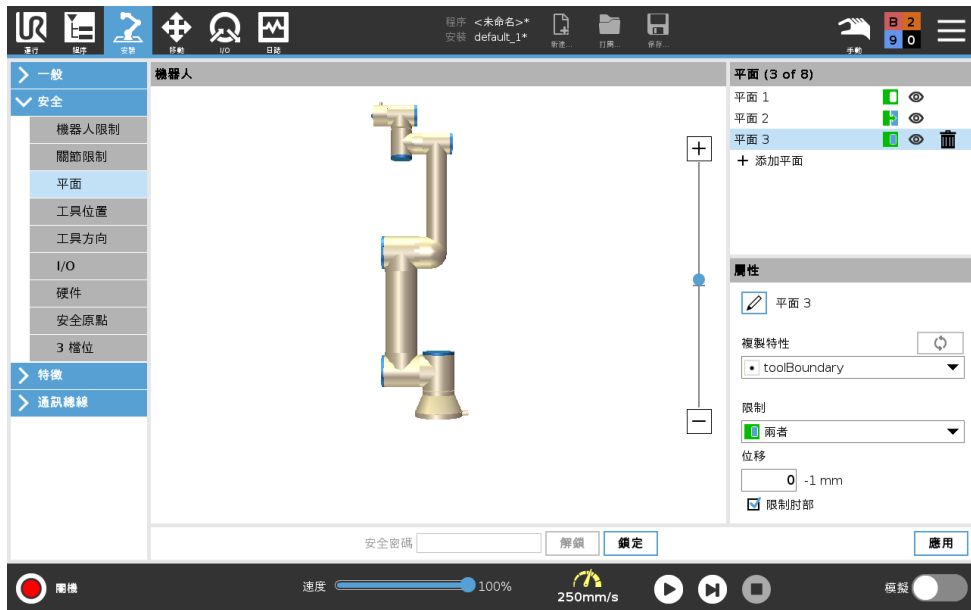 UR
運行
程序
安裝
移動
I/O
日誌
程序 <未命名>*
安裝 default_1*
新建...
打開...
保存...
手動
B 2
9 0
一般
安全
機器人限制
關節限制
平面
工具位置
工具方向
I/O
硬件
安全原點
3 檔位
特徵
通訊總線
機器人
平面 (3 of 8)
平面 1
平面 2
平面 3
添加平面
屬性
平面 3
複製特性
toolBoundary
限制
兩者
位移
0 -1 mm
限制肘部
安全密碼
解鎖
鎖定
應用
關機
速度
100%
250mm/s
模擬